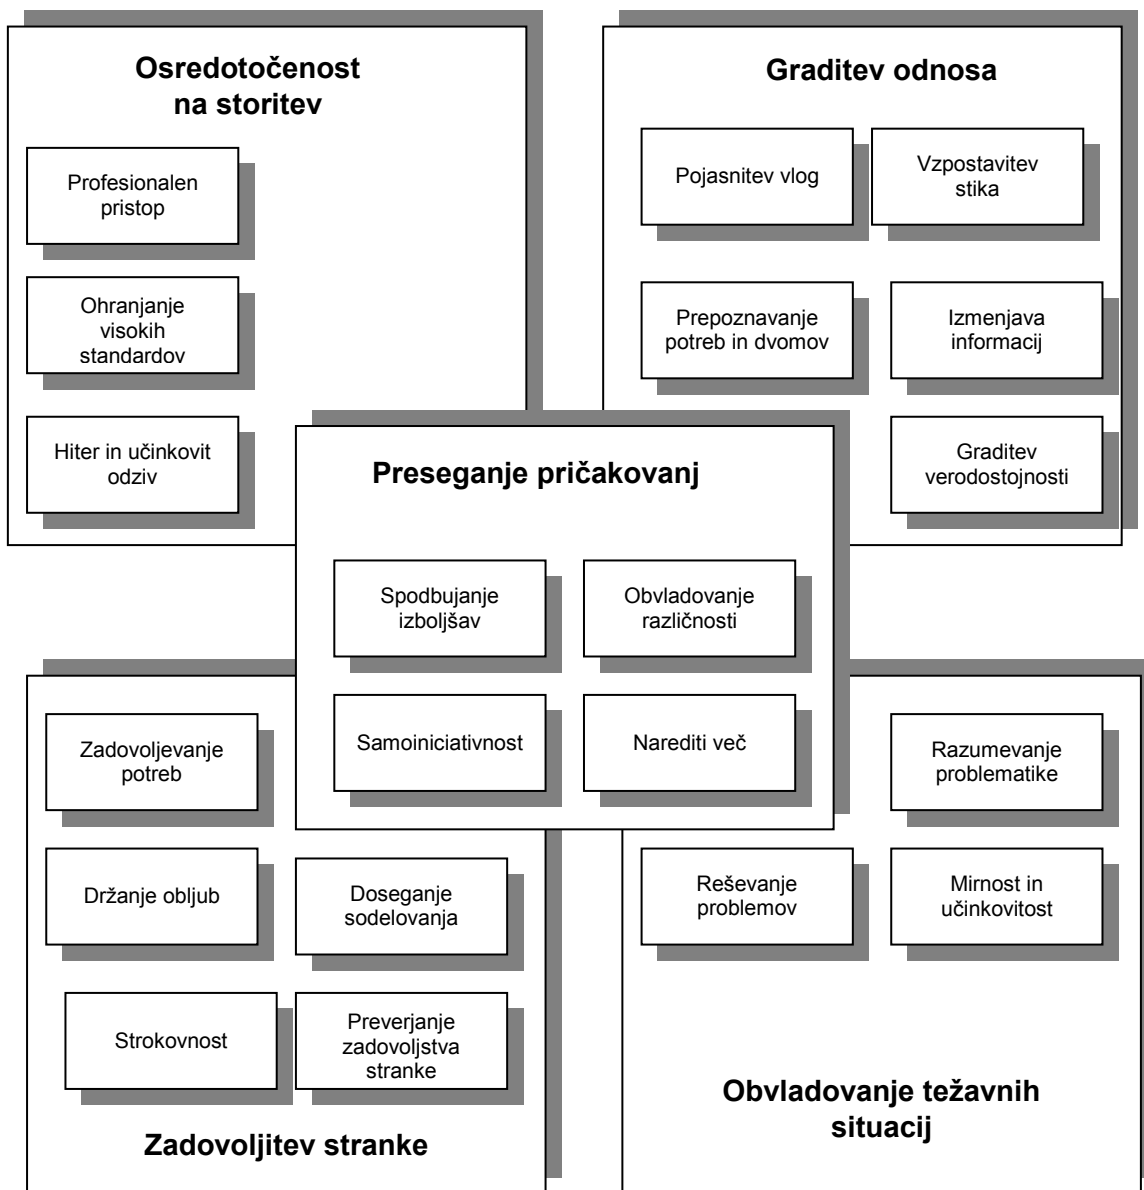 Osredotočenost
na storitev
Profesionalen
pristop
Ohranjanje
visokih
standardov
Hiter in učinkovit
odziv
Graditev odnosa
Pojasnitev vlog
Vzpostavitev
stika
Prepoznavanje
potreb in dvomov
Izmenjava
informacij
Graditev
verodostojnosti
Preseganje pričakovanj
Spodbujanje
izboljšav
Obvladovanje
različnosti
Samoiniciativnost
Narediti več
Zadovoljevanje
potreb
Držanje obljub
Doseganje
sodelovanja
Strokovnost
Preverjanje
zadovoljstva
stranke
Zadovoljitev stranke
Razumevanje
problematike
Reševanje
problemov
Mirnost in
učinkovitost
Obvladovanje težavnih
situacij